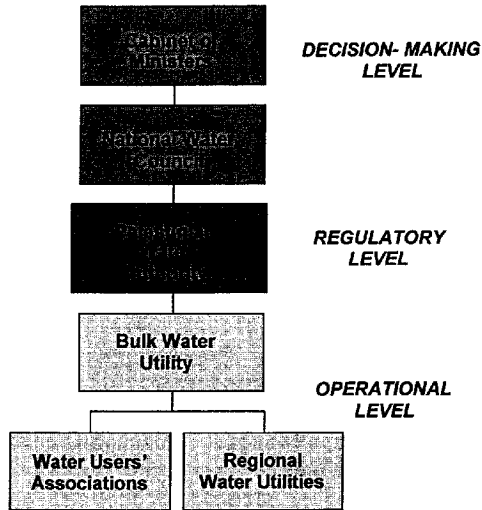 Cabinet of
Ministers
DECISION- MAKING
LEVEL
National Water
Council
REGULATORY
LEVEL
Bulk Water
Utility
OPERATIONAL
LEVEL
Water Users'
Associations
Regional
Water Utilities